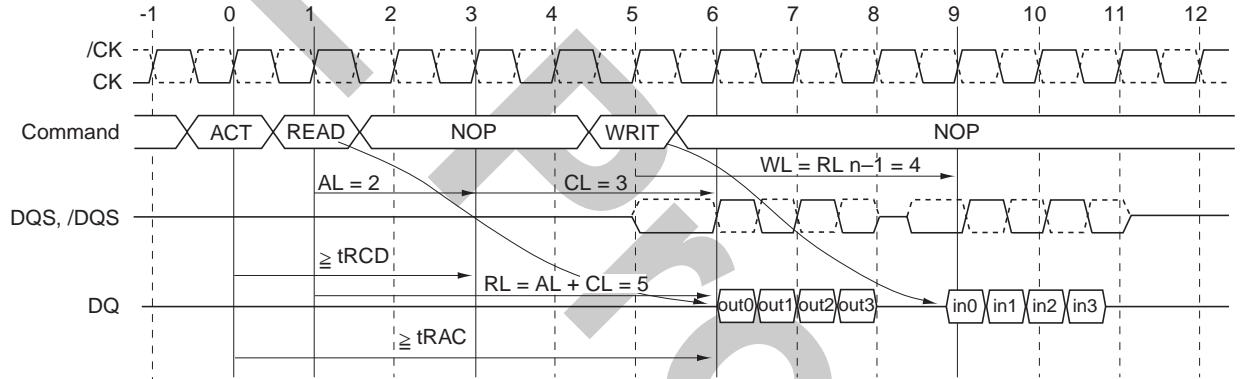 -1 0 1 2 3 4 5 6 7 8 9 10 11 12
/CK
CK
Command ACT READ NOP WRIT NOP
WL = RL n–1 = 4
AL = 2 CL = 3
DQS, /DQS
≧ tRCD
RL = AL + CL = 5
DQ out0 out1 out2 out3 in0 in1 in2 in3
≧ tRAC